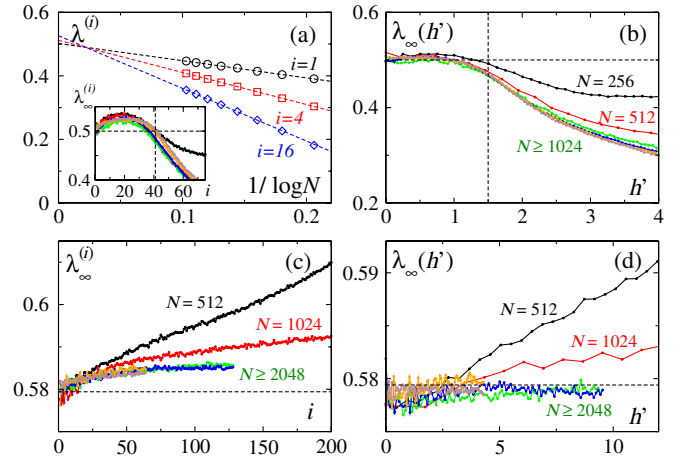 λ⁽ⁱ⁾ (a)
0.6
0.5
0.4
0.3
0.2
0 0.1 0.2
1/ logN
i=1
i=4
i=16
λ∞⁽ⁱ⁾
0.5
0.4
0 20 40 60 i
λ∞(h') (b)
0.6
0.4
0.2
0 1 2 3 4
h'
N = 256
N = 512
N ≥ 1024
λ∞⁽ⁱ⁾ (c)
0.6
0.58
0 50 100 150 200
i
N = 512
N = 1024
N ≥ 2048
λ∞(h') (d)
0.59
0.58
0 5 10
h'
N = 512
N = 1024
N ≥ 2048